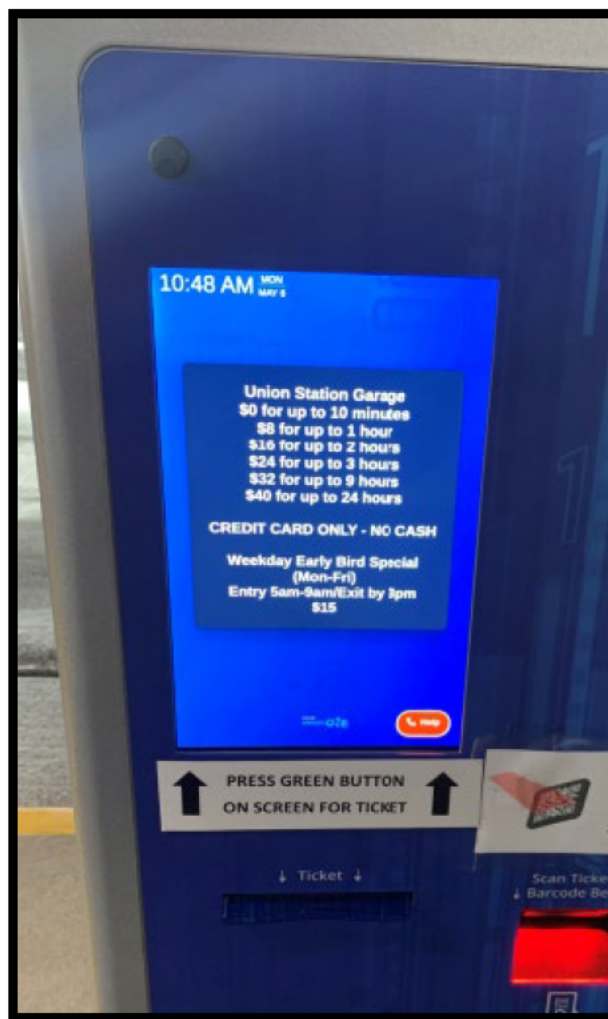 10:48 AM MON
MAY 6
Union Station Garage
$0 for up to 10 minutes
$8 for up to 1 hour
$16 for up to 2 hours
$24 for up to 3 hours
$32 for up to 9 hours
$40 for up to 24 hours
CREDIT CARD ONLY - NO CASH
Weekday Early Bird Special
(Mon-Fri)
Entry 5am-9am/Exit by 8pm
$15
Help
PRESS GREEN BUTTON
ON SCREEN FOR TICKET
↓ Ticket ↓
Scan Ticke
↓ Barcode Be